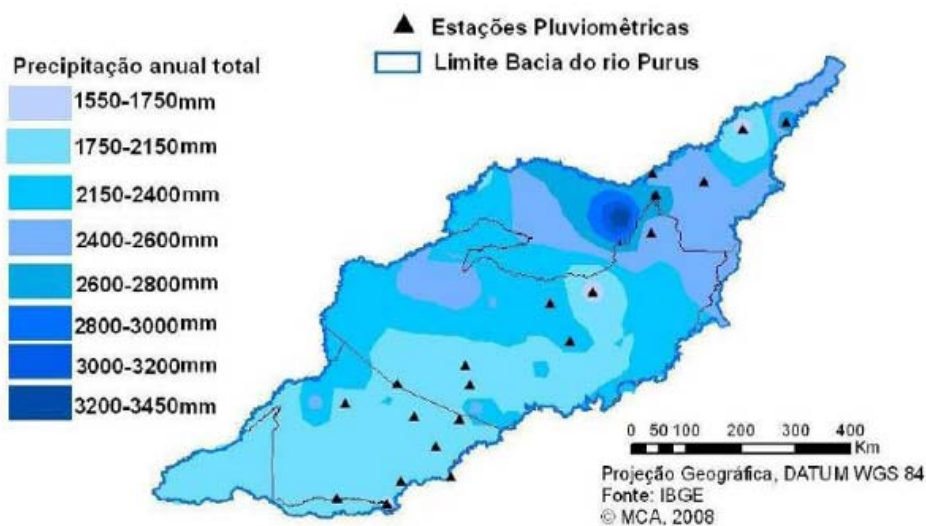 Estações Pluviomêtricas
Limite Bacia do rio Purus
Precipitação anual total
1550-1750mm
1750-2150mm
2150-2400mm
2400-2600mm
2600-2800mm
2800-3000mm
3000-3200mm
3200-3450mm
0 50 100 200 300 400
Km
Projeção Geográfica, DATUM WGS 84
Fonte: IBGE
© MCA, 2008